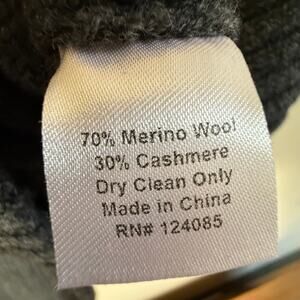 70% Merino Wool
30% Cashmere
Dry Clean Only
Made in China
RN# 124085